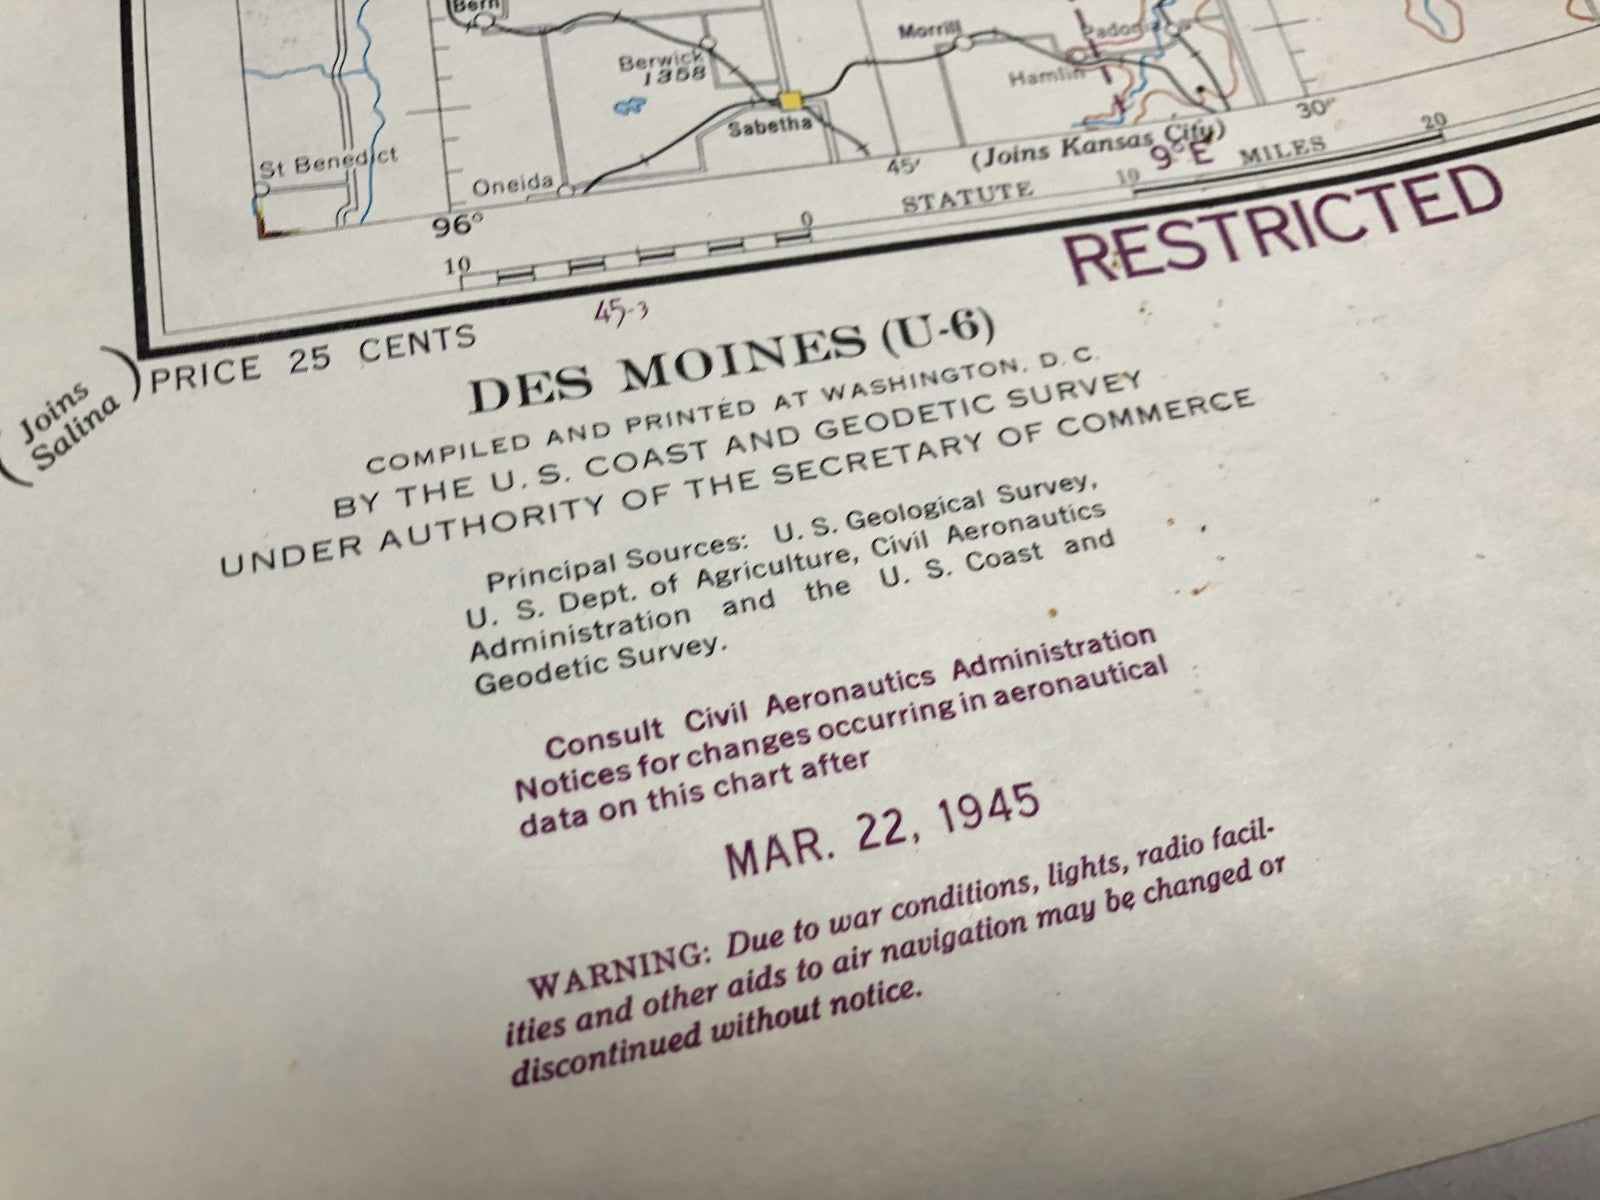 Bern
Morrill
Padon
Berwick
1358
Hamlin
Sabetha
St Benedict
Oneida
96°
45′
(Joins Kansas City)
30′
9° E
10 0 STATUTE 10 MILES 20
RESTRICTED
45-3
PRICE 25 CENTS
(Joins
Salina)
DES MOINES (U-6)
COMPILED AND PRINTED AT WASHINGTON, D. C.
BY THE U. S. COAST AND GEODETIC SURVEY
UNDER AUTHORITY OF THE SECRETARY OF COMMERCE
Principal Sources: U. S. Geological Survey,
U. S. Dept. of Agriculture, Civil Aeronautics
Administration and the U. S. Coast and
Geodetic Survey.
Consult Civil Aeronautics Administration
Notices for changes occurring in aeronautical
data on this chart after
MAR. 22, 1945
WARNING: Due to war conditions, lights, radio facil-
ities and other aids to air navigation may be changed or
discontinued without notice.